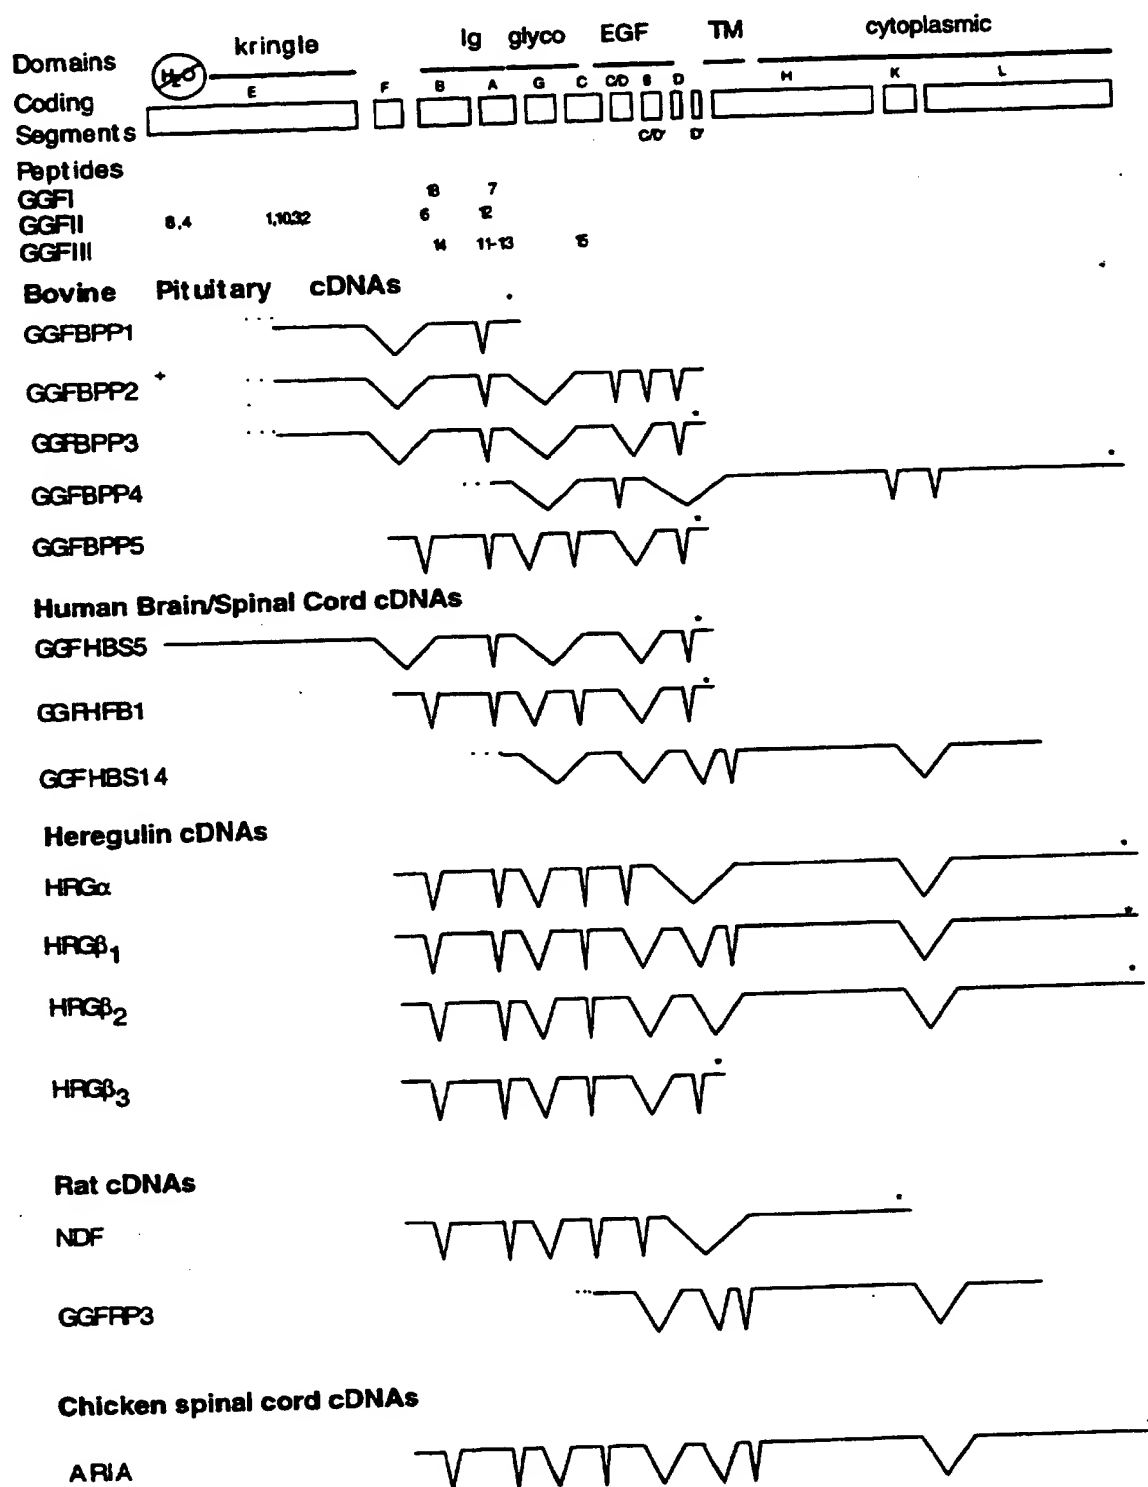 kringle Ig glyco EGF TM cytoplasmic
Domains H2O
E F B A G C C/D D H K L
Coding
Segments C/D' D'
Peptides
GGFI 18 7
GGFII 8,4 1,10,32 6 12
GGFIII 14 11-13 15
Bovine Pituitary cDNAs
GGFBPP1 *
GGFBPP2 +
GGFBPP3 *
GGFBPP4 *
GGFBPP5 *
Human Brain/Spinal Cord cDNAs
GGFHBS5 *
GGFHFB1 *
GGFHBS14
Heregulin cDNAs
HRGα *
HRGβ1 *
HRGβ2 *
HRGβ3 *
Rat cDNAs
NDF *
GGFRP3
Chicken spinal cord cDNAs
ARIA